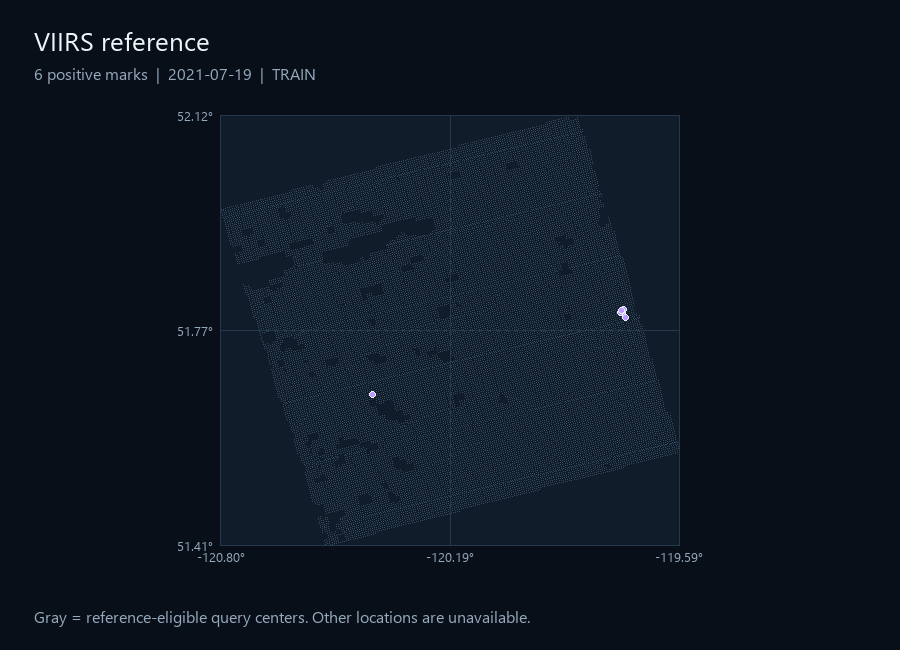 VIIRS reference
6 positive marks | 2021-07-19 | TRAIN
52.12°
51.77°
51.41°
-120.80° -120.19° -119.59°
Gray = reference-eligible query centers. Other locations are unavailable.